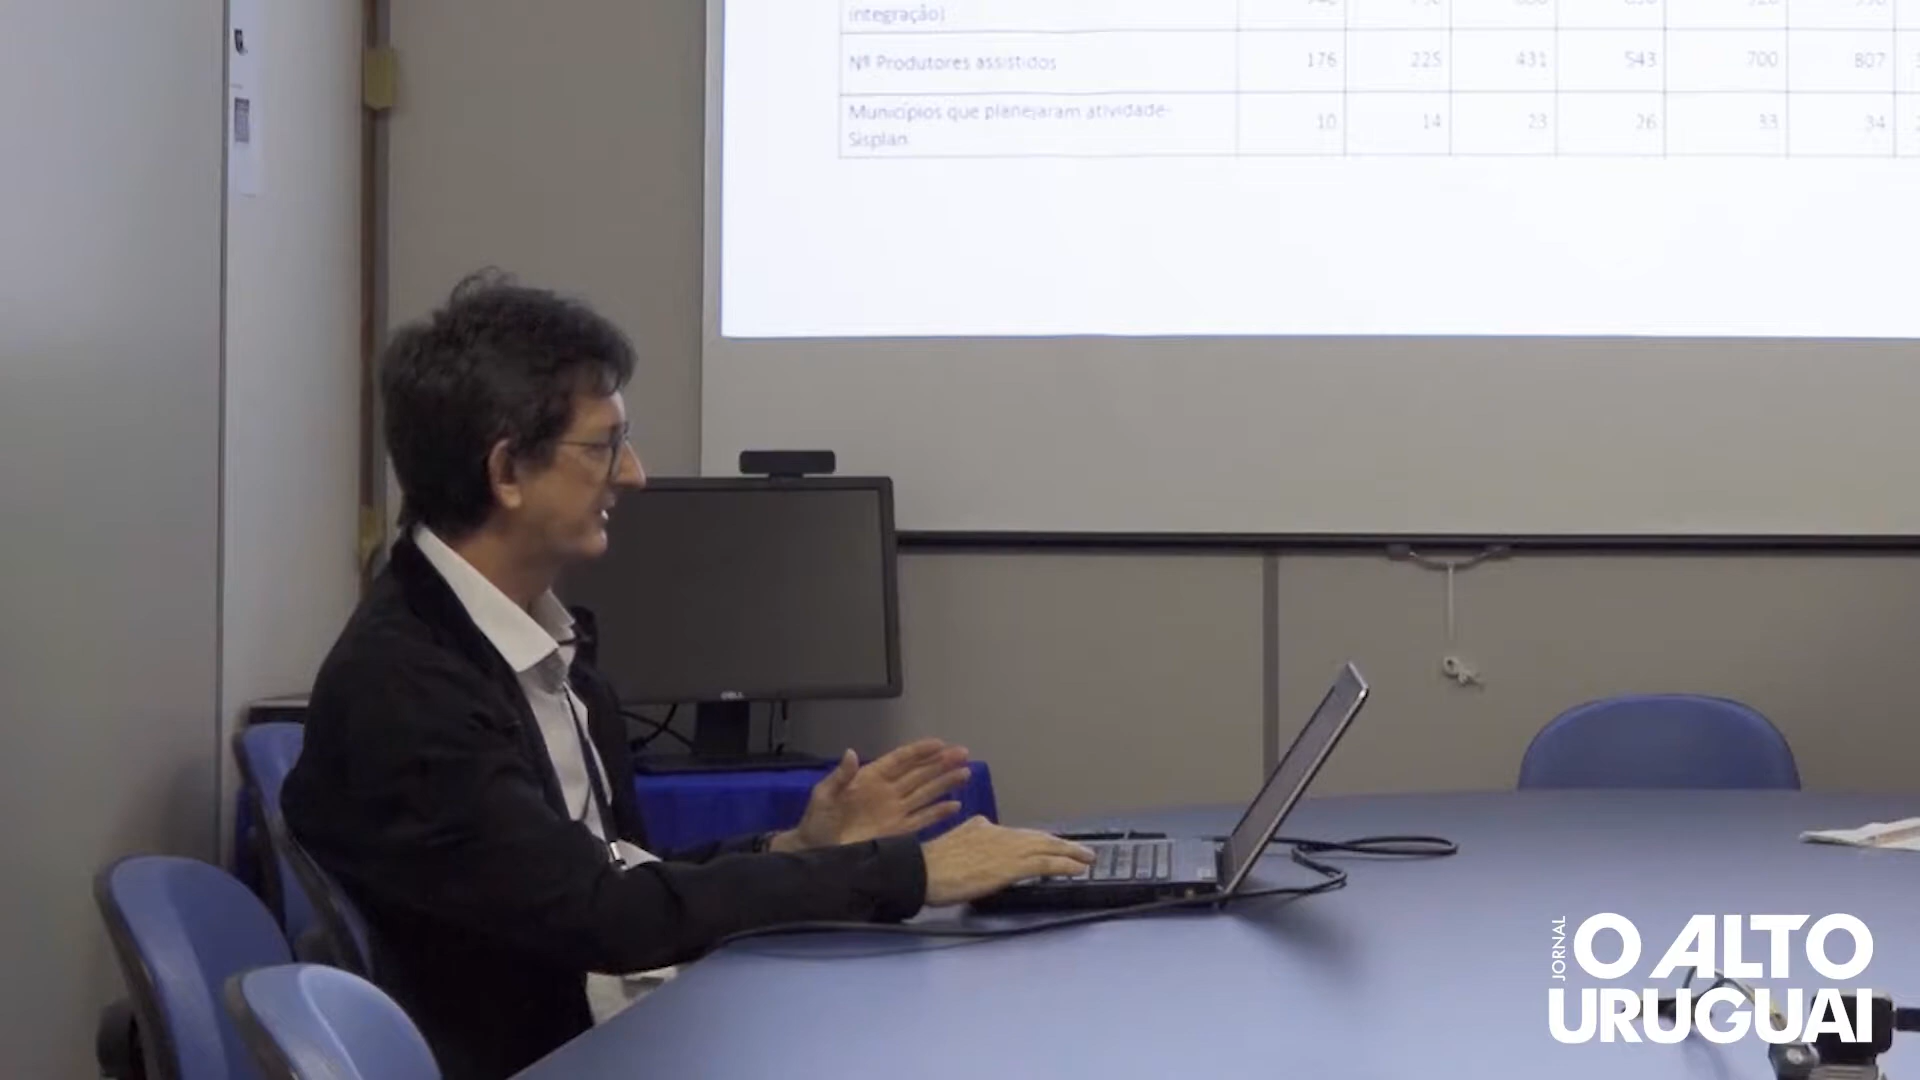 (integração)
Nº Produtores assistidos 176 225 431 543 700 807
Municípios que planejaram atividade-
Sisplan 10 14 23 26 33 34
DELL
JORNAL
O ALTO
URUGUAI